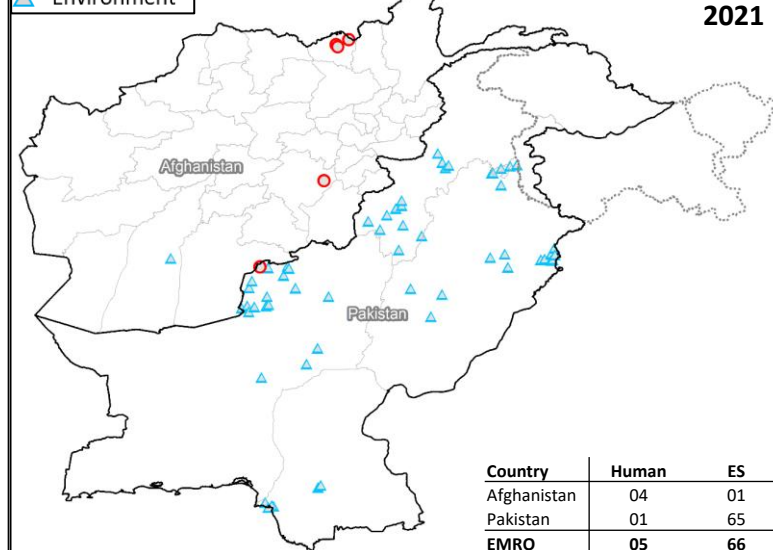 Environment
2021
Afghanistan
Pakistan
Country Human ES
Afghanistan 04 01
Pakistan 01 65
EMRO 05 66